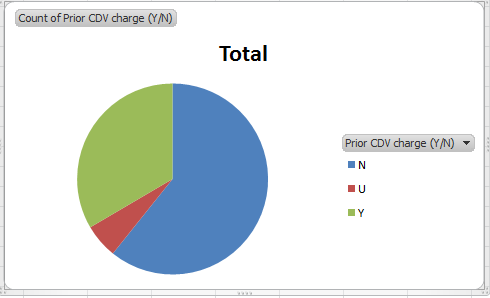 Count of Prior CDV charge (Y/N)
Total
Prior CDV charge (Y/N)
N
U
Y